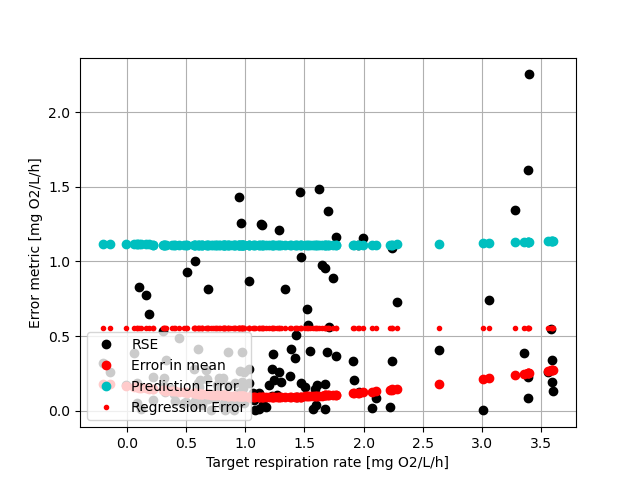 Error metric [mg O2/L/h]
2.0
1.5
1.0
0.5
0.0
RSE
Error in mean
Prediction Error
Regression Error
0.0 0.5 1.0 1.5 2.0 2.5 3.0 3.5
Target respiration rate [mg O2/L/h]